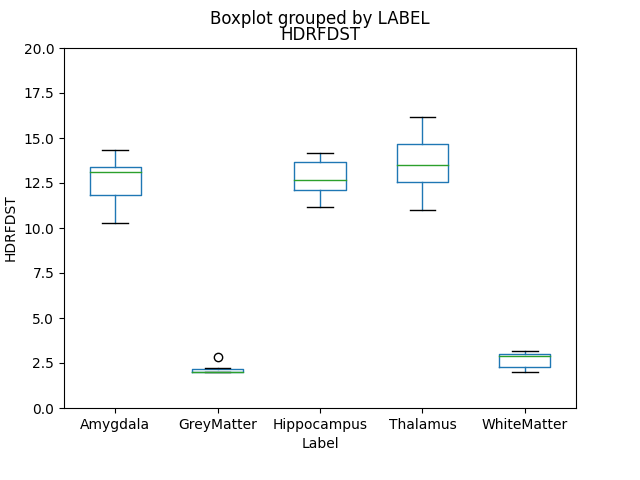 Boxplot grouped by LABEL
HDRFDST
20.0
17.5
15.0
12.5
10.0
7.5
5.0
2.5
0.0
HDRFDST
Amygdala GreyMatter Hippocampus Thalamus WhiteMatter
Label